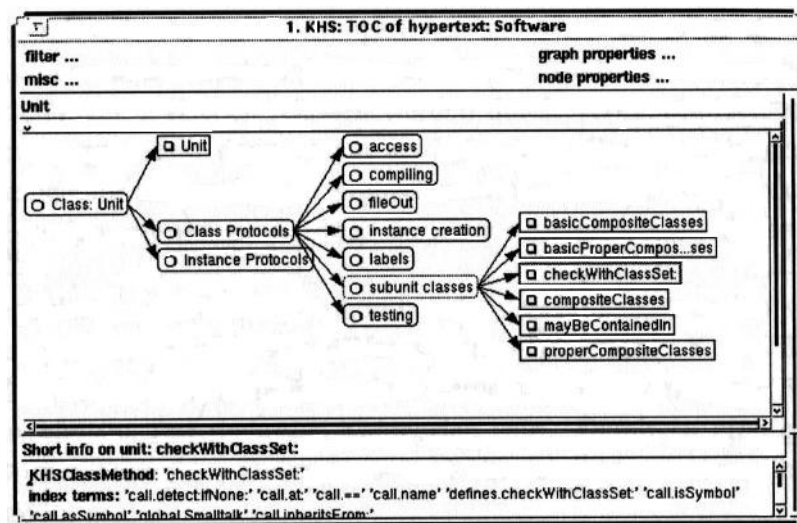 1. KHS: TOC of hypertext: Software
filter ...
graph properties ...
misc ...
node properties ...
Unit
Unit
access
compiling
Class: Unit
fileOut
Class Protocols
instance creation
basicCompositeClasses
Instance Protocols
labels
basicProperCompos...ses
subunit classes
checkWithClassSet:
testing
compositeClasses
mayBeContainedIn
properCompositeClasses
Short info on unit: checkWithClassSet:
KHSClassMethod: 'checkWithClassSet:'
index terms: 'call.detect:ifNone:' 'call.at:' 'call.==' 'call.name' 'defines.checkWithClassSet:' 'call.isSymbol'
'call.asSymbol' 'global.Smalltalk' 'call.inheritsFrom:'